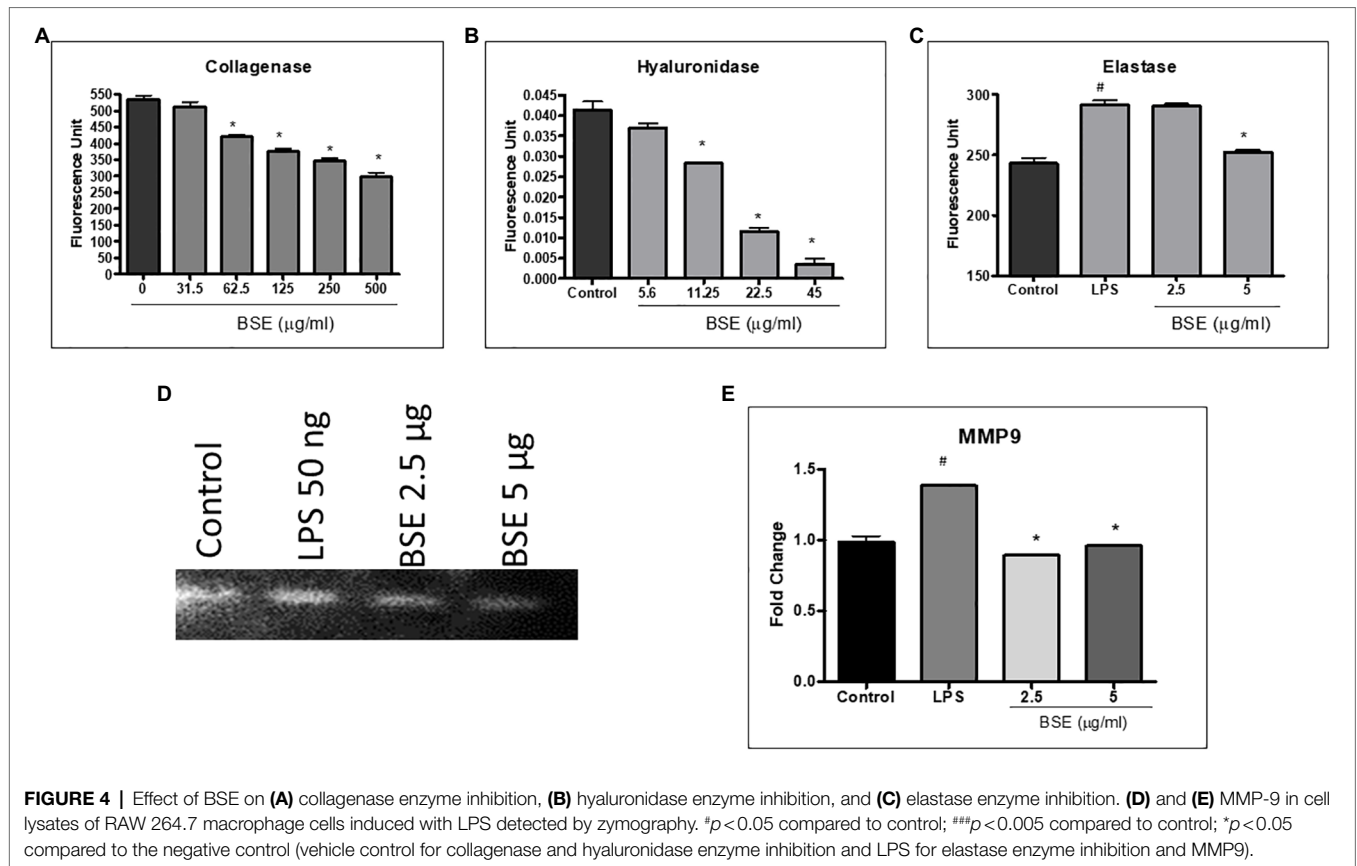 A
Collagenase
Fluorescence Unit
550
500
450
400
350
300
250
200
150
100
50
0
*
*
*
*
0 31.5 62.5 125 250 500
BSE (µg/ml)
B
Hyaluronidase
Fluorescence Unit
0.045
0.040
0.035
0.030
0.025
0.020
0.015
0.010
0.005
0.000
*
*
*
Control 5.6 11.25 22.5 45
BSE (µg/ml)
C
Elastase
Fluorescence Unit
300
250
200
150
#
*
Control LPS 2.5 5
BSE (µg/ml)
D
Control
LPS 50 ng
BSE 2.5 µg
BSE 5 µg
E
MMP9
Fold Change
1.5
1.0
0.5
0.0
#
*
*
Control LPS 2.5 5
BSE (µg/ml)
FIGURE 4 | Effect of BSE on (A) collagenase enzyme inhibition, (B) hyaluronidase enzyme inhibition, and (C) elastase enzyme inhibition. (D) and (E) MMP-9 in cell
lysates of RAW 264.7 macrophage cells induced with LPS detected by zymography. #p<0.05 compared to control; ###p<0.005 compared to control; *p<0.05
compared to the negative control (vehicle control for collagenase and hyaluronidase enzyme inhibition and LPS for elastase enzyme inhibition and MMP9).